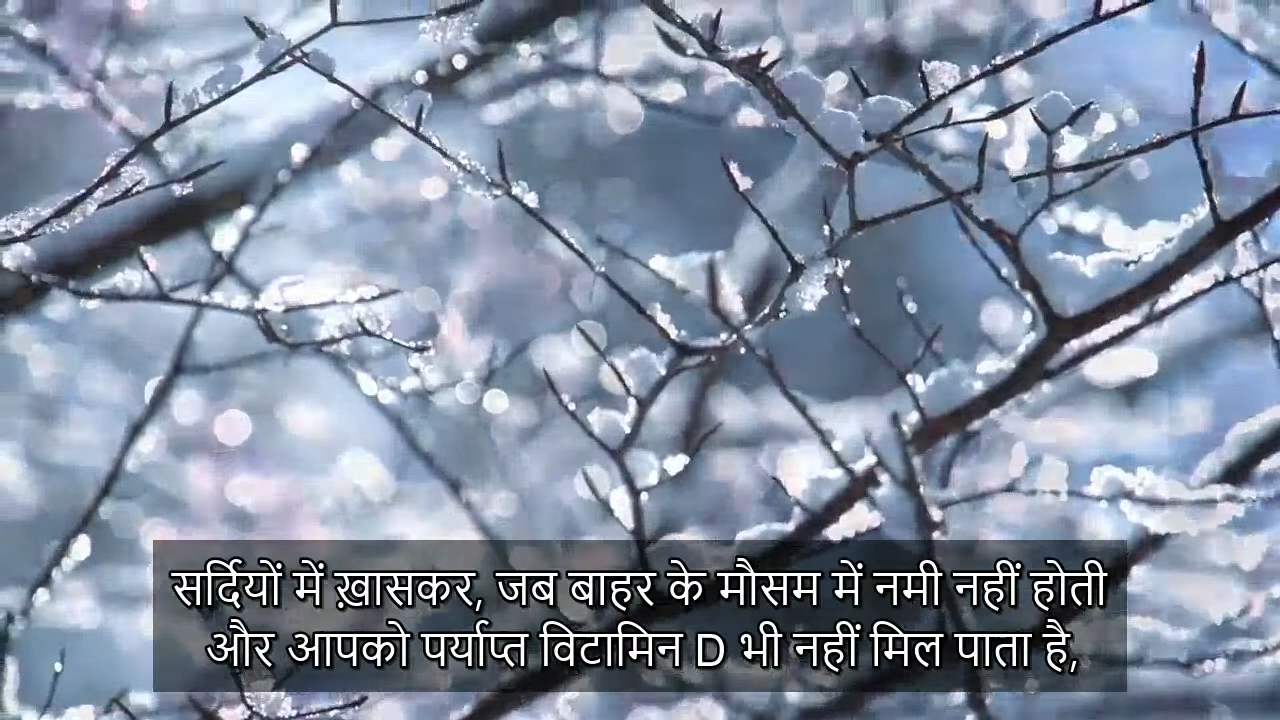 सर्दियों में ख़ासकर, जब बाहर के मौसम में नमी नहीं होती
और आपको पर्याप्त विटामिन D भी नहीं मिल पाता है,